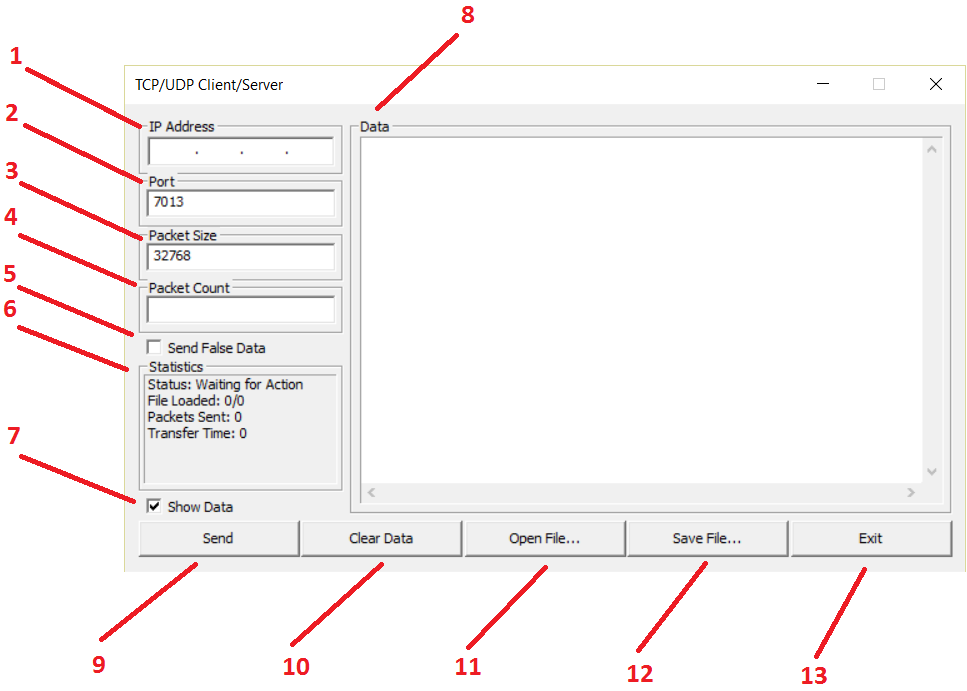 8
1
TCP/UDP Client/Server
2
IP Address
. . .
Data
3
Port
7013
4
Packet Size
32768
5
Packet Count
6
Send False Data
Statistics
Status: Waiting for Action
File Loaded: 0/0
Packets Sent: 0
Transfer Time: 0
7
Show Data
Send
Clear Data
Open File...
Save File...
Exit
9
10
11
12
13